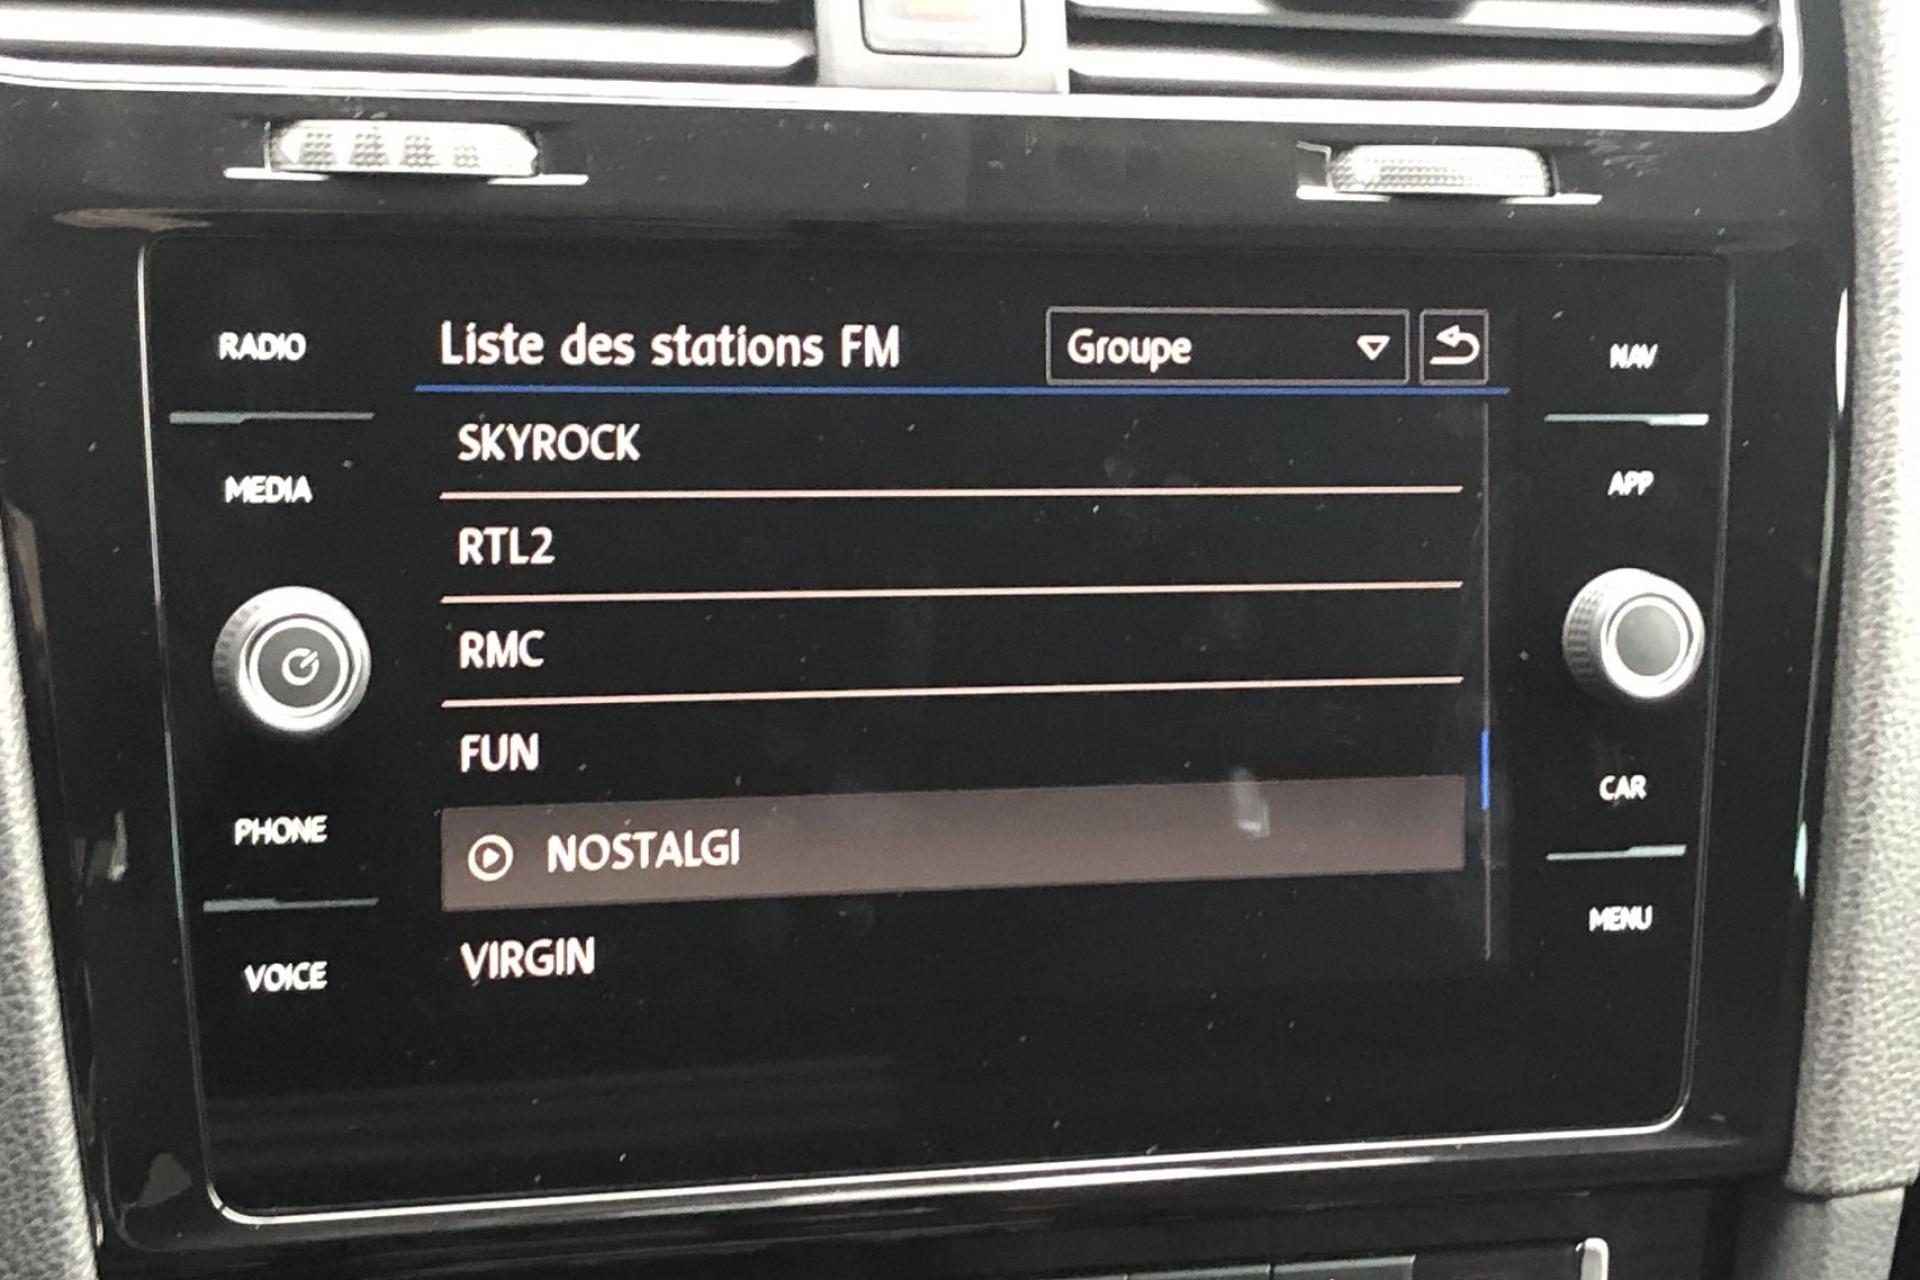 RADIO
MEDIA
PHONE
VOICE
Liste des stations FM
Groupe
SKYROCK
RTL2
RMC
FUN
NOSTALGI
VIRGIN
NAV
APP
CAR
MENU